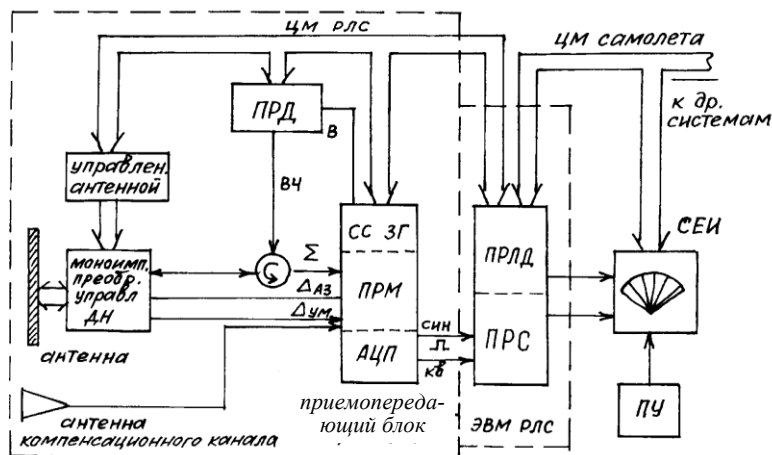 ЦМ РЛС
ЦМ самолета
к др.
системам
ПРД
В
ВЧ
управлен.
антенной
СС ЗГ
ПРМ
АЦП
Σ
Δаз
Δум
моноимп.
преобр.
управл
ДН
антенна
антенна
компенсационного канала
приемопереда-
ющий блок
син
кв
ПРЛД
ПРС
ЭВМ РЛС
СЕИ
ПУ